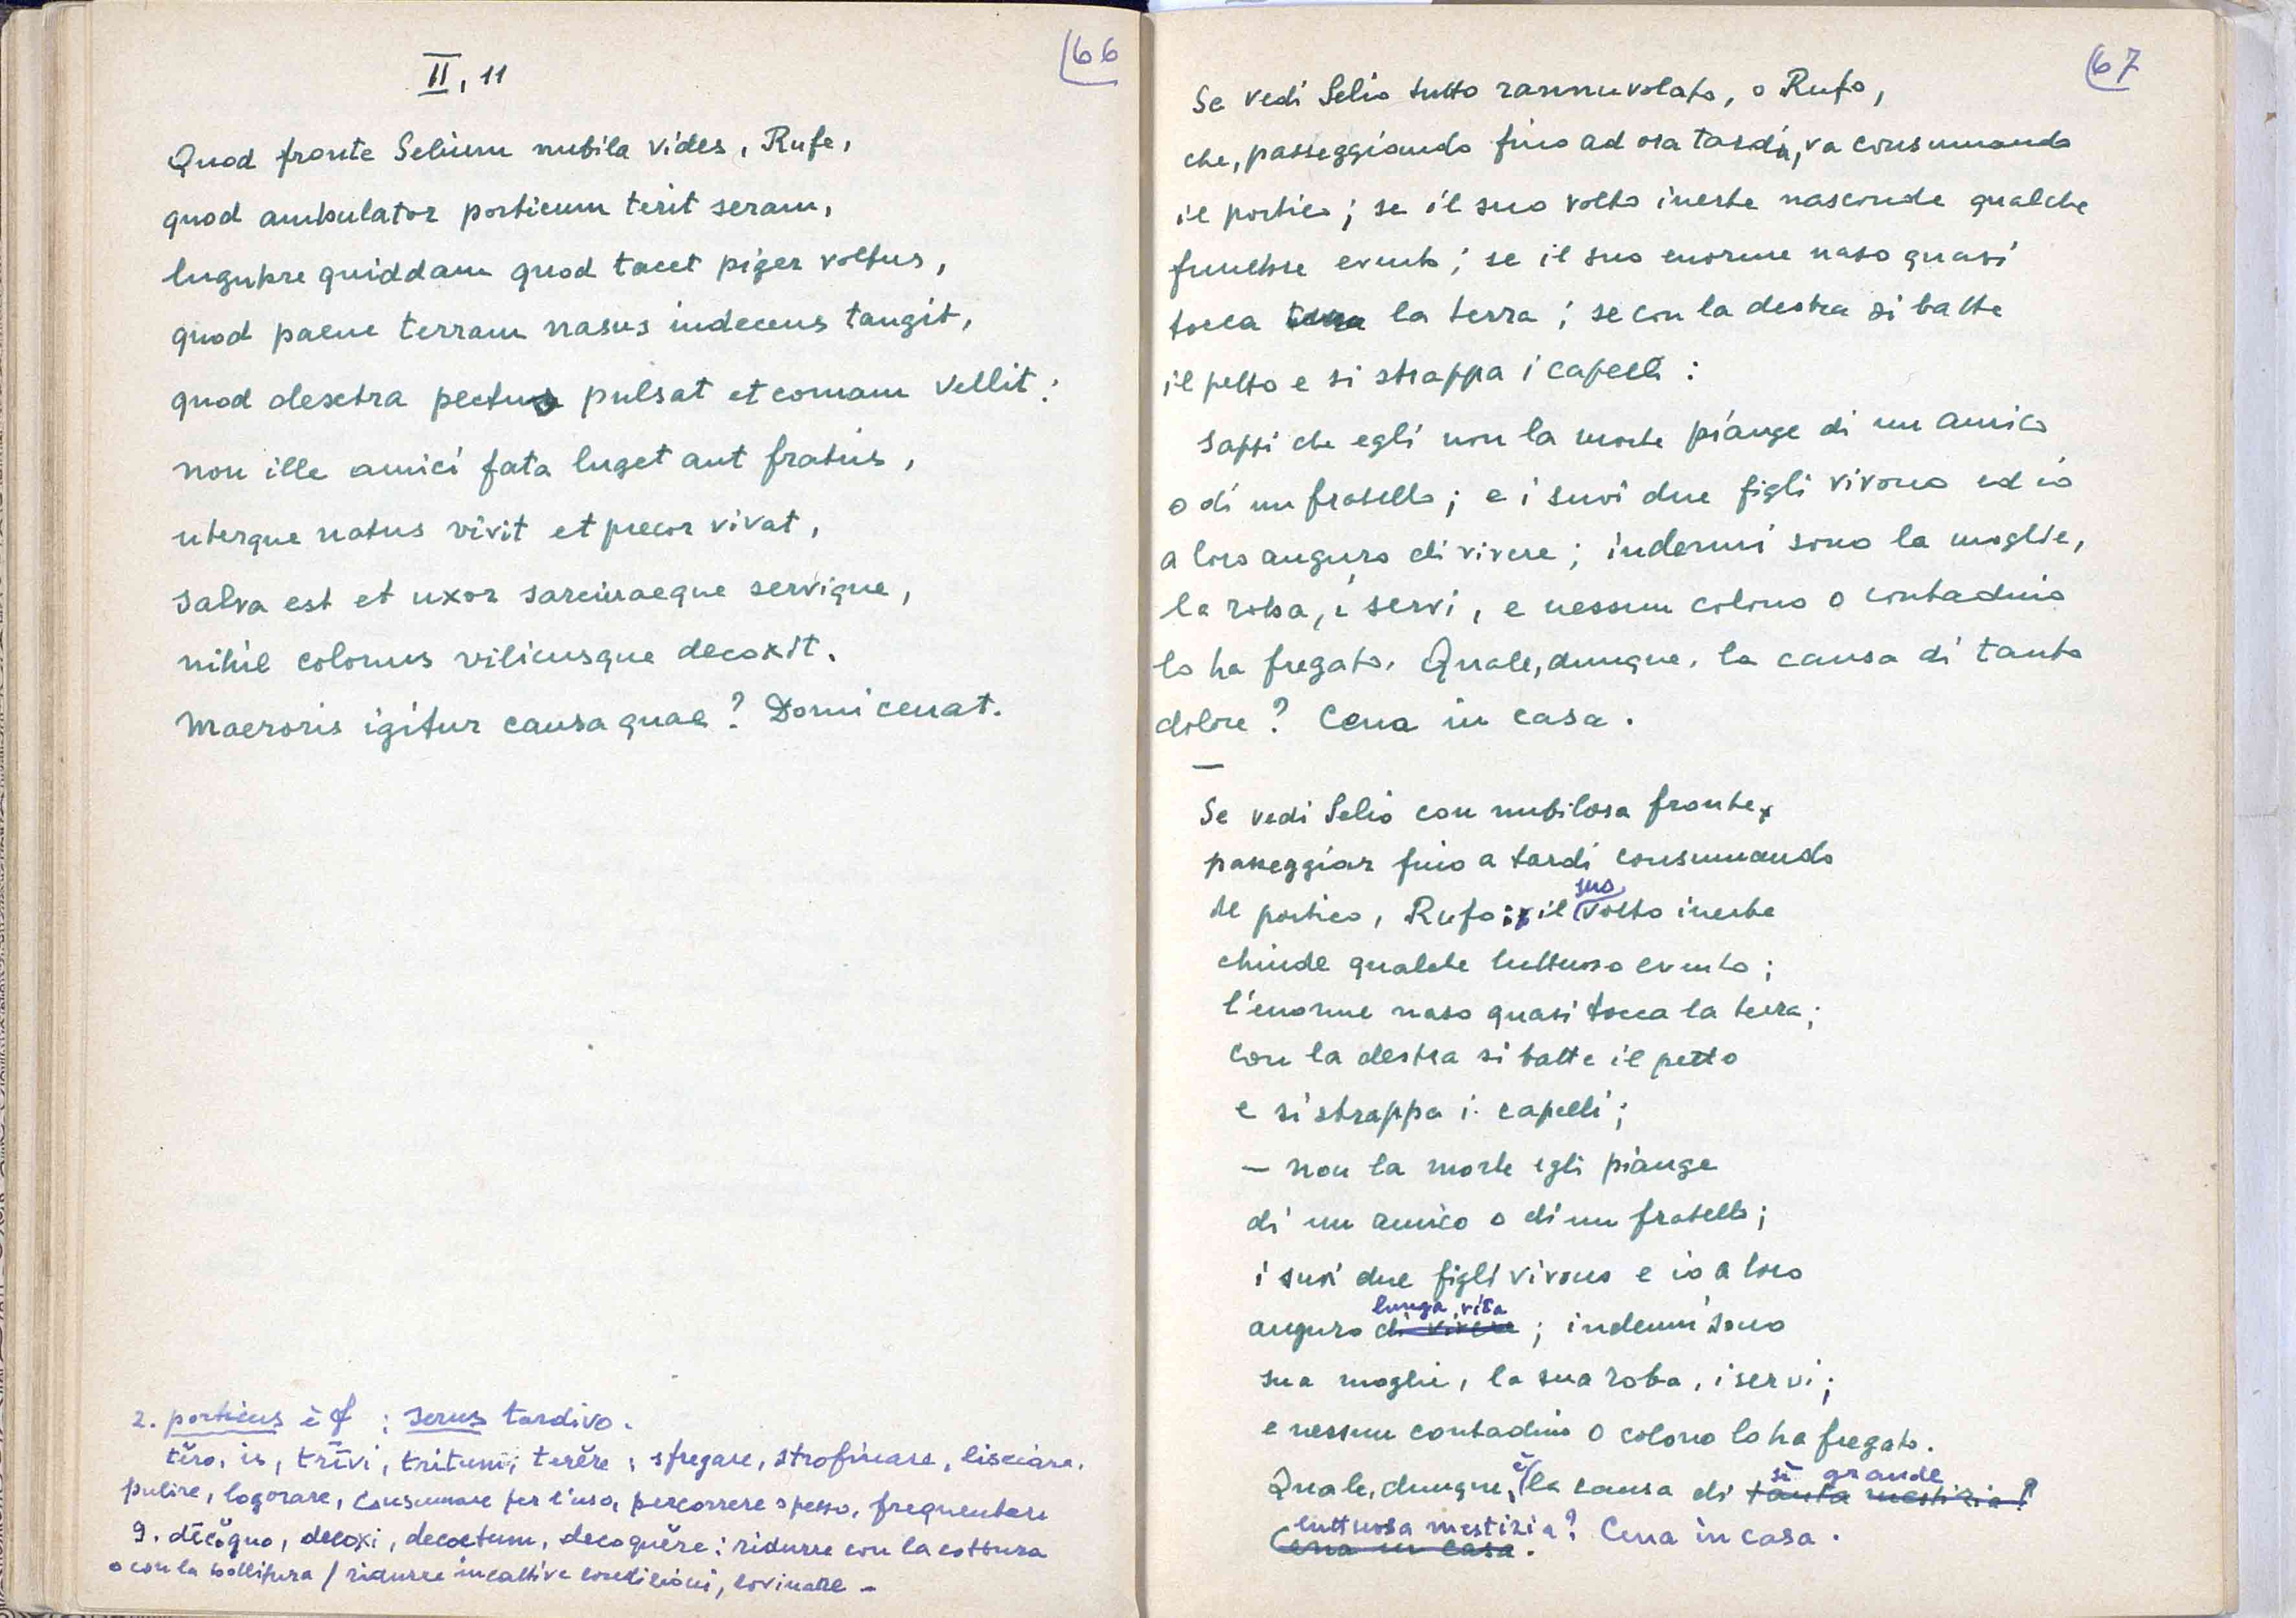 66
II, 11
Quod fronte Selium nubila vides, Rufe,
quod ambulator porticum terit seram,
lugubre quiddam quod tacet piger voltus,
quod paene terram nasus indecens tangit,
quod dextra pectus pulsat et comam vellit:
non ille amici fata luget aut fratris,
uterque natus vivit et precor vivat,
salva est et uxor sarcinaeque servique,
nihil colonus vilicusque decoxit.
Maeroris igitur causa quae? Domi cenat.
2. porticus è f ; serus tardivo.
tĕro, is, trīvi, tritum, terĕre ; sfregare, strofinare, lisciare,
pulire, logorare, consumare per l'uso, percorrere spesso, frequentare
9. dēcŏquo, decoxi, decoctum, decoquĕre : ridurre con la cottura
o con la bollitura / ridurre in cattive condizioni, rovinare –
67
Se vedi Selio tutto rannuvolato, o Rufo,
che, passeggiando fino ad ora tarda, va consumando
il portico ; se il suo volto inerte nasconde qualche
funebre evento ; se il suo enorme naso quasi
tocca terra la terra ; se con la destra si batte
il petto e si strappa i capelli :
sappi che egli non la morte piange di un amico
o di un fratello ; e i suoi due figli vivono ed io
a loro auguro di vivere ; indenni sono la moglie,
la roba, i servi, e nessun colono o contadino
lo ha fregato. Quale, dunque, la causa di tanto
dolore ? Cena in casa.
—
Se vedi Selio con nubilosa fronte
passeggiar fino a tardi consumando
il portico, Rufo ; il suo volto inerte
chiude qualche luttuoso evento ;
l'enorme naso quasi tocca la terra ;
con la destra si batte il petto
e si strappa i capelli ;
– non la morte egli piange
di un amico o di un fratello ;
i suoi due figli vivono e io a loro
lunga vita
auguro di vivere ; indenni sono
sua moglie, la sua roba, i servi ;
e nessun contadino o colono lo ha fregato.
sì grande
Quale, dunque, è la causa di tanta mestizia ?
luttuosa mestizia ? Cena in casa.
Cena in casa.